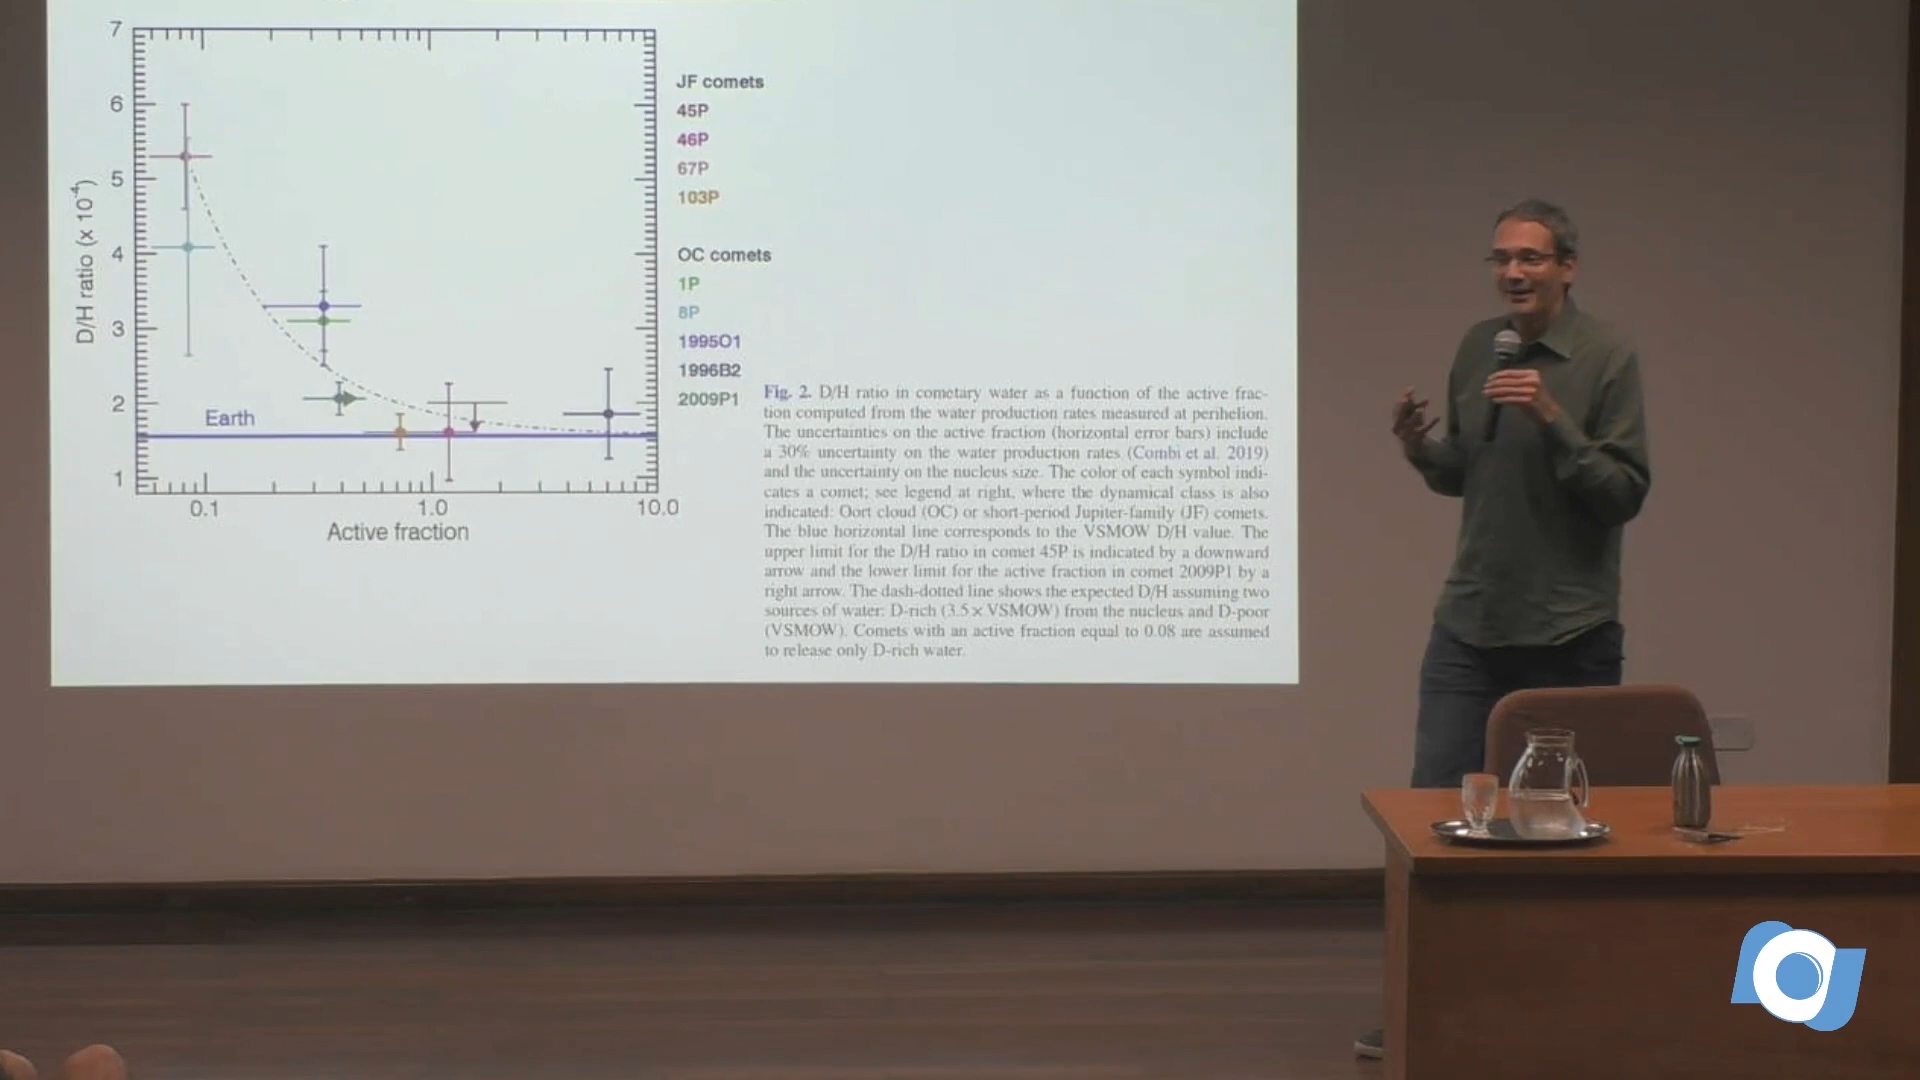 7
6
5
4
3
2
1
D/H ratio (x 10-4)
Earth
0.1
1.0
10.0
Active fraction
JF comets
45P
46P
67P
103P
OC comets
1P
8P
1995O1
1996B2
2009P1
Fig. 2. D/H ratio in cometary water as a function of the active frac-
tion computed from the water production rates measured at perihelion.
The uncertainties on the active fraction (horizontal error bars) include
a 30% uncertainty on the water production rates (Combi et al. 2019)
and the uncertainty on the nucleus size. The color of each symbol indi-
cates a comet; see legend at right, where the dynamical class is also
indicated: Oort cloud (OC) or short-period Jupiter-family (JF) comets.
The blue horizontal line corresponds to the VSMOW D/H value. The
upper limit for the D/H ratio in comet 45P is indicated by a downward
arrow and the lower limit for the active fraction in comet 2009P1 by a
right arrow. The dash-dotted line shows the expected D/H assuming two
sources of water: D-rich (3.5× VSMOW) from the nucleus and D-poor
(VSMOW). Comets with an active fraction equal to 0.08 are assumed
to release only D-rich water.